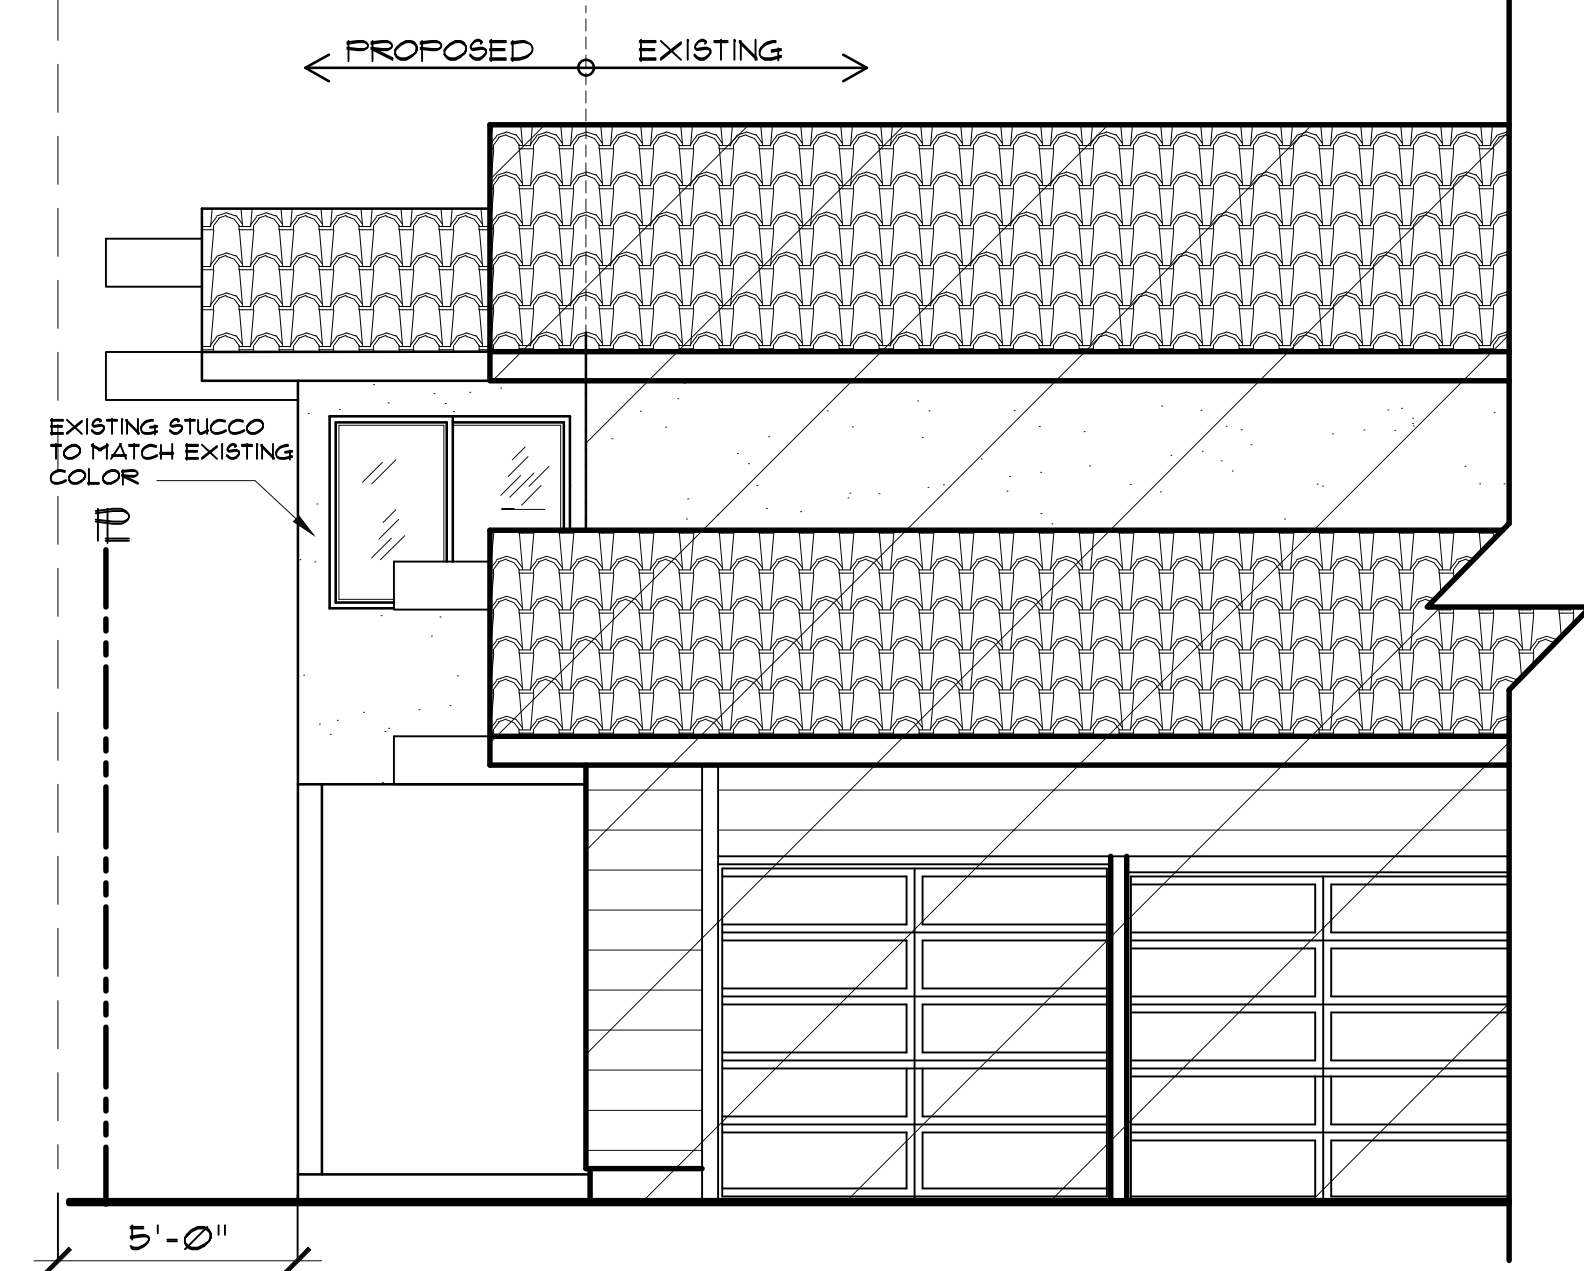 PROPOSED EXISTING
EXISTING STUCCO
TO MATCH EXISTING
COLOR
PL
5'-0"